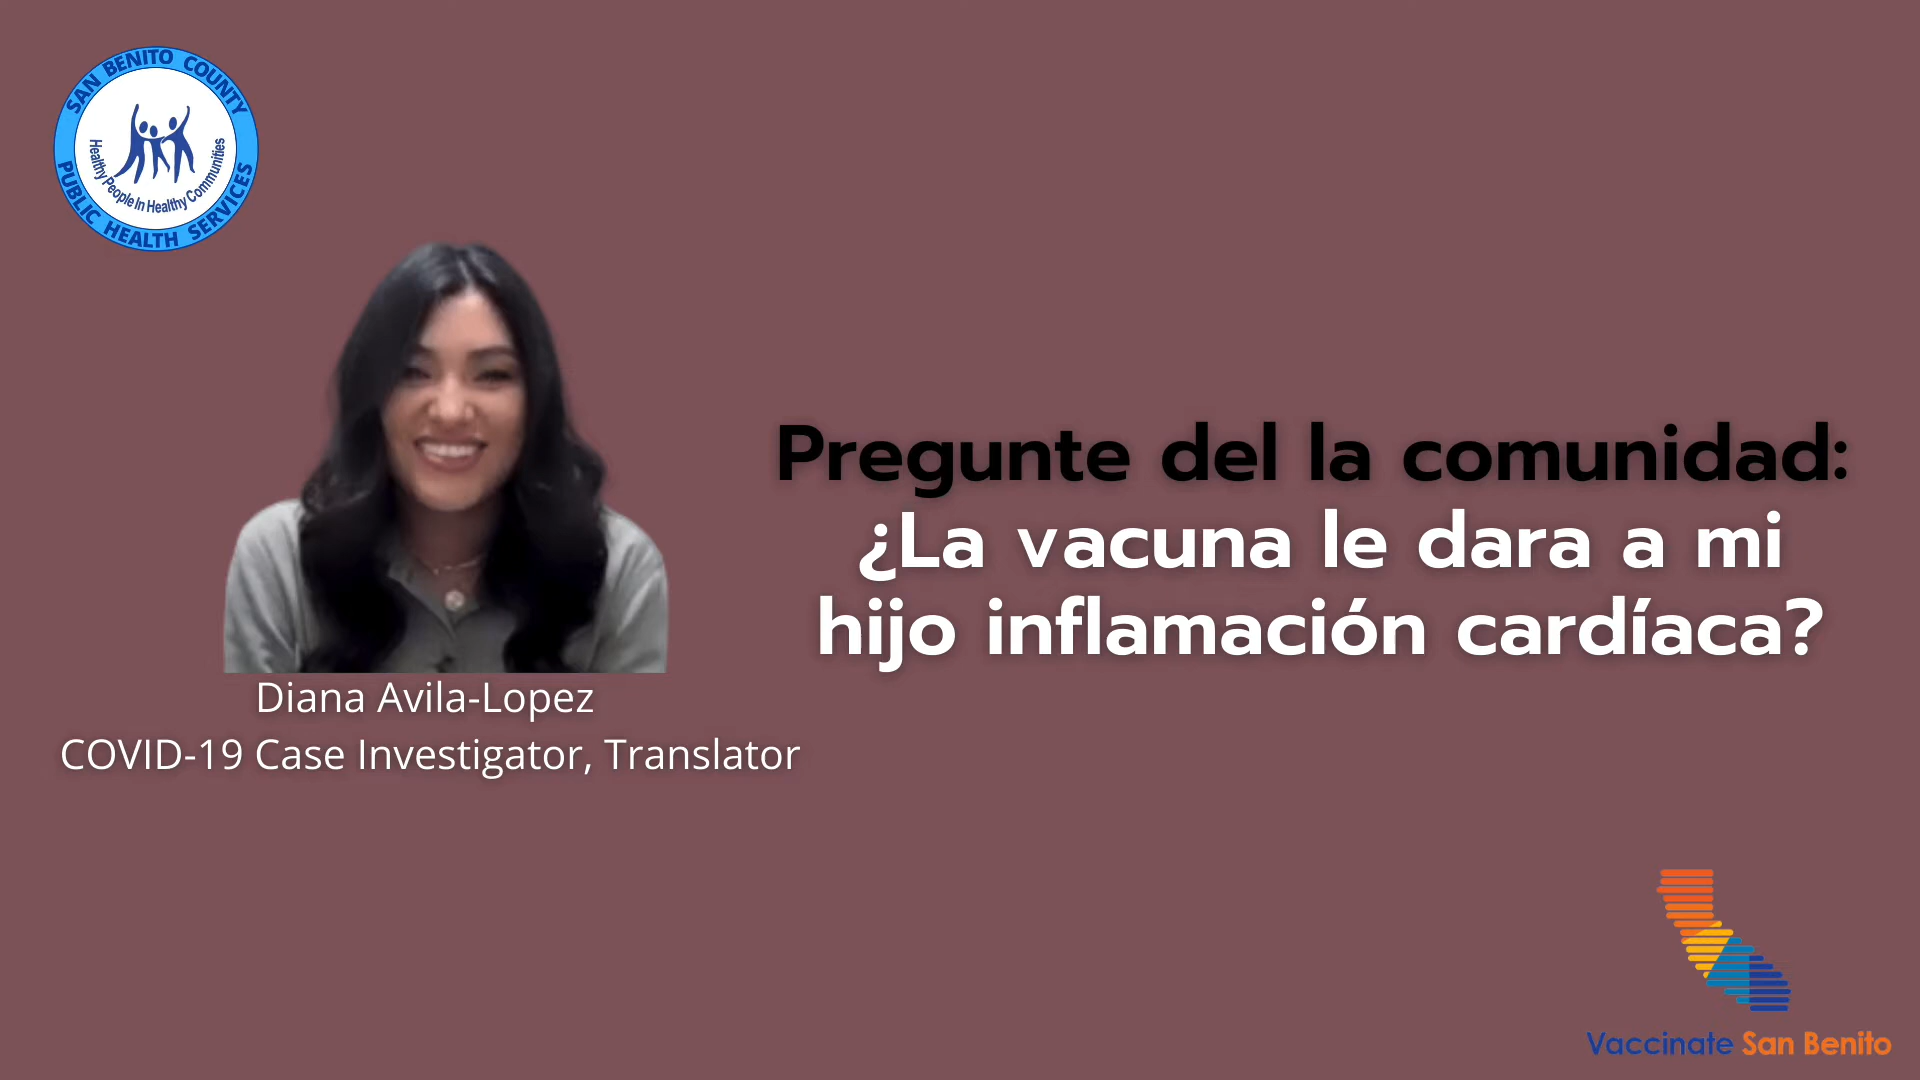 SAN BENITO COUNTY
Healthy People In Healthy Communities
PUBLIC HEALTH SERVICES
Pregunte del la comunidad:
¿La vacuna le dara a mi
hijo inflamación cardíaca?
Diana Avila-Lopez
COVID-19 Case Investigator, Translator
Vaccinate San Benito